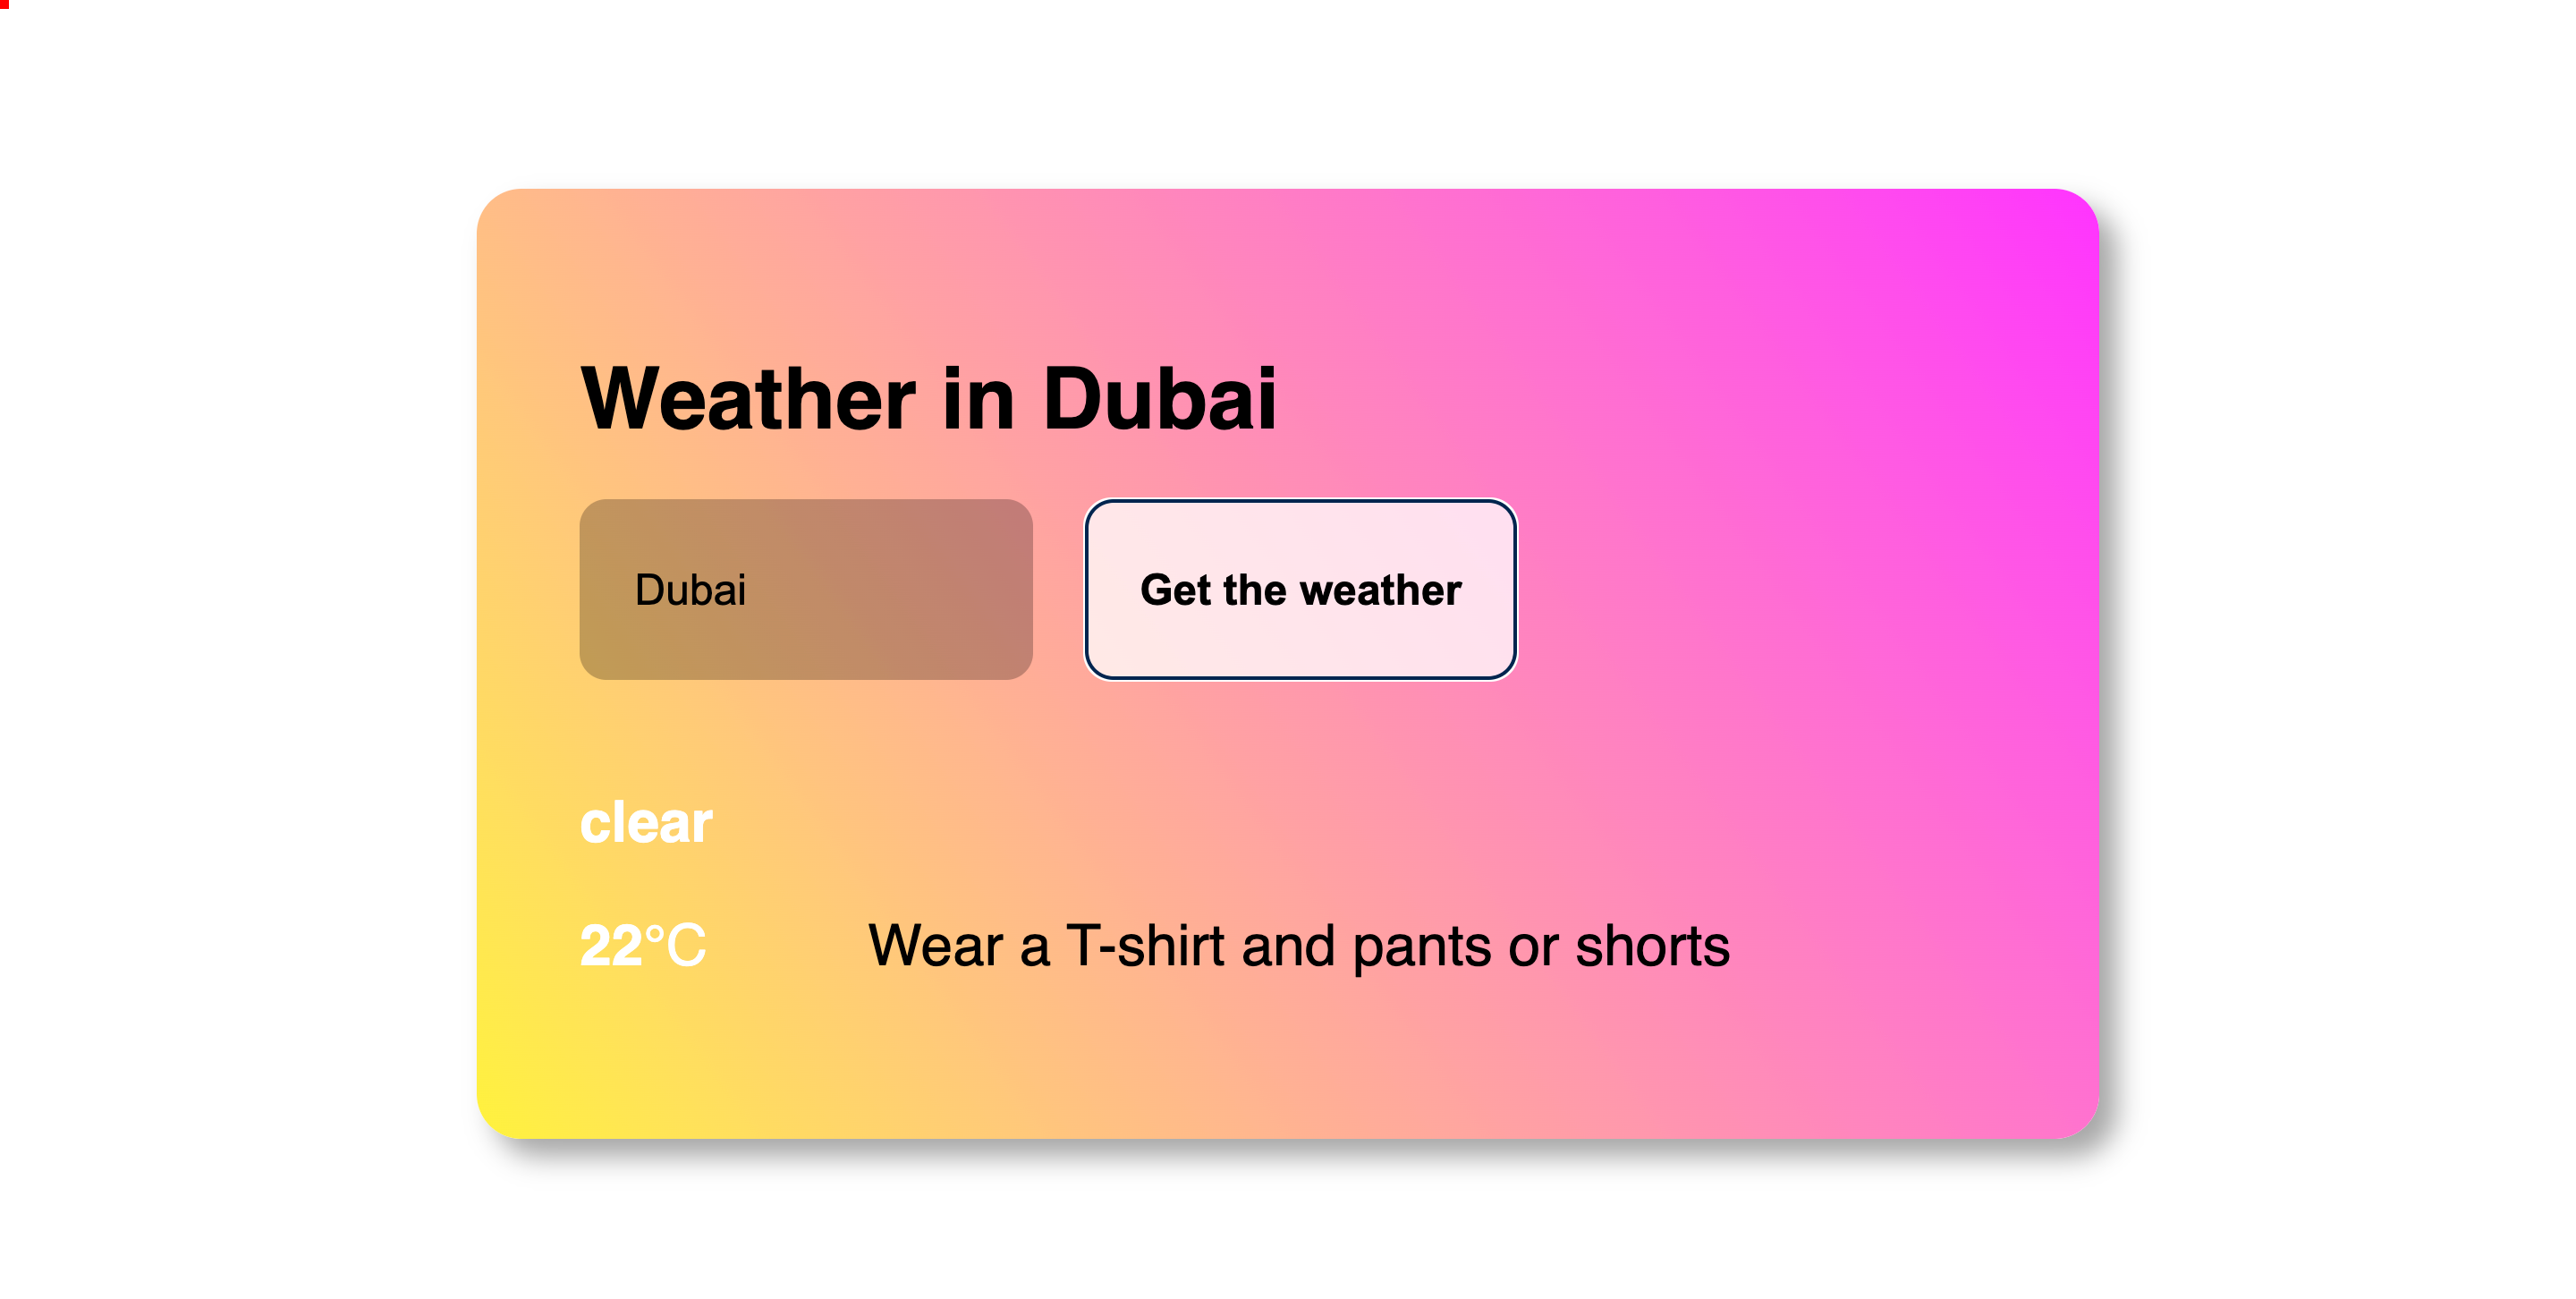 Weather in Dubai
Dubai
Get the weather
clear
22°C
Wear a T-shirt and pants or shorts